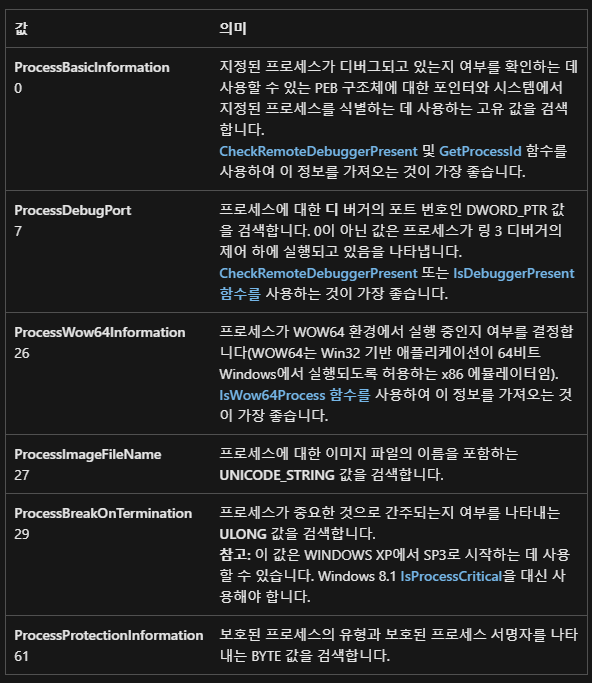 값 의미
ProcessBasicInformation
0
지정된 프로세스가 디버그되고 있는지 여부를 확인하는 데
사용할 수 있는 PEB 구조체에 대한 포인터와 시스템에서
지정된 프로세스를 식별하는 데 사용하는 고유 값을 검색
합니다.
CheckRemoteDebuggerPresent 및 GetProcessId 함수를
사용하여 이 정보를 가져오는 것이 가장 좋습니다.
ProcessDebugPort
7
프로세스에 대한 디 버거의 포트 번호인 DWORD_PTR 값
을 검색합니다. 0이 아닌 값은 프로세스가 링 3 디버거의
제어 하에 실행되고 있음을 나타냅니다.
CheckRemoteDebuggerPresent 또는 IsDebuggerPresent
함수를 사용하는 것이 가장 좋습니다.
ProcessWow64Information
26
프로세스가 WOW64 환경에서 실행 중인지 여부를 결정합
니다(WOW64는 Win32 기반 애플리케이션이 64비트
Windows에서 실행되도록 허용하는 x86 에뮬레이터임).
IsWow64Process 함수를 사용하여 이 정보를 가져오는 것
이 가장 좋습니다.
ProcessImageFileName
27
프로세스에 대한 이미지 파일의 이름을 포함하는
UNICODE_STRING 값을 검색합니다.
ProcessBreakOnTermination
29
프로세스가 중요한 것으로 간주되는지 여부를 나타내는
ULONG 값을 검색합니다.
참고: 이 값은 WINDOWS XP에서 SP3로 시작하는 데 사용
할 수 있습니다. Windows 8.1 IsProcessCritical을 대신 사
용해야 합니다.
ProcessProtectionInformation
61
보호된 프로세스의 유형과 보호된 프로세스 서명자를 나타
내는 BYTE 값을 검색합니다.